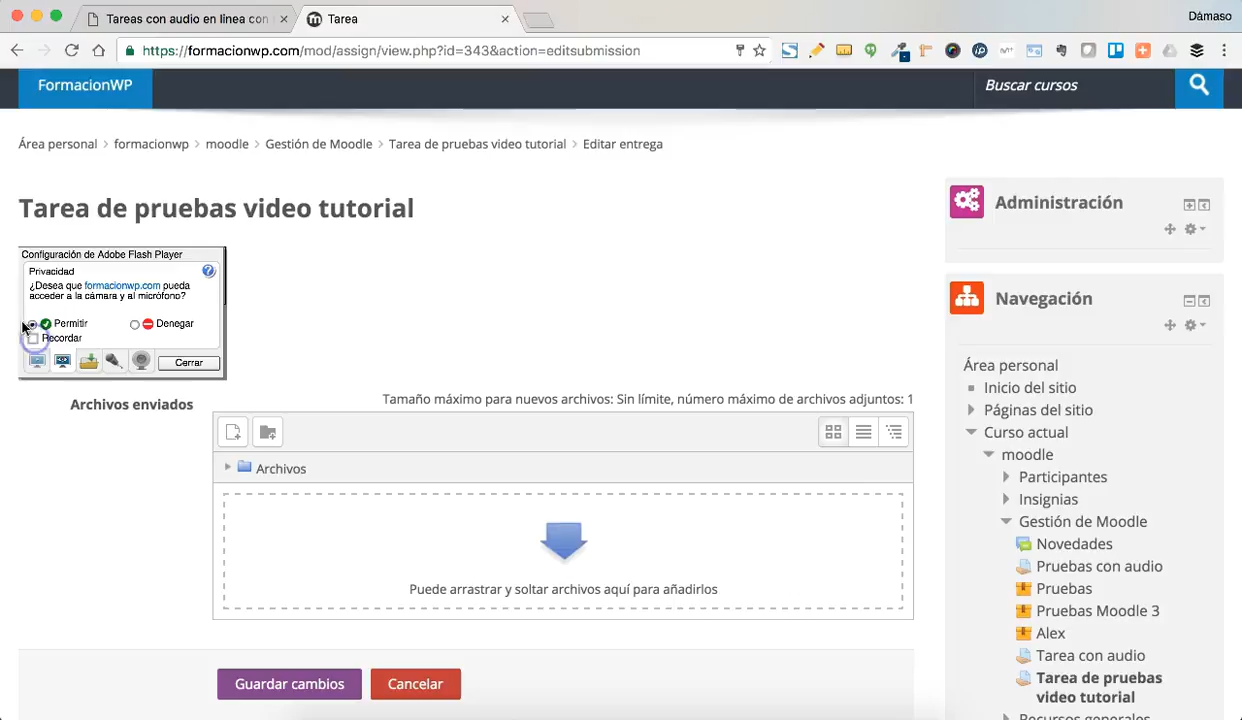 Tareas con audio en línea con
Tarea
Dámaso
https://formacionwp.com/mod/assign/view.php?id=343&action=editsubmission
FormacionWP
Buscar cursos
Área personal
formacionwp
moodle
Gestión de Moodle
Tarea de pruebas video tutorial
Editar entrega
Tarea de pruebas video tutorial
Configuración de Adobe Flash Player
Privacidad
¿Desea que formacionwp.com pueda
acceder a la cámara y al micrófono?
Permitir
Denegar
Recordar
Cerrar
Archivos enviados
Tamaño máximo para nuevos archivos: Sin límite, número máximo de archivos adjuntos: 1
Archivos
Puede arrastrar y soltar archivos aquí para añadirlos
Guardar cambios
Cancelar
Administración
Navegación
Área personal
Inicio del sitio
Páginas del sitio
Curso actual
moodle
Participantes
Insignias
Gestión de Moodle
Novedades
Pruebas con audio
Pruebas
Pruebas Moodle 3
Alex
Tarea con audio
Tarea de pruebas
video tutorial
Recursos generales